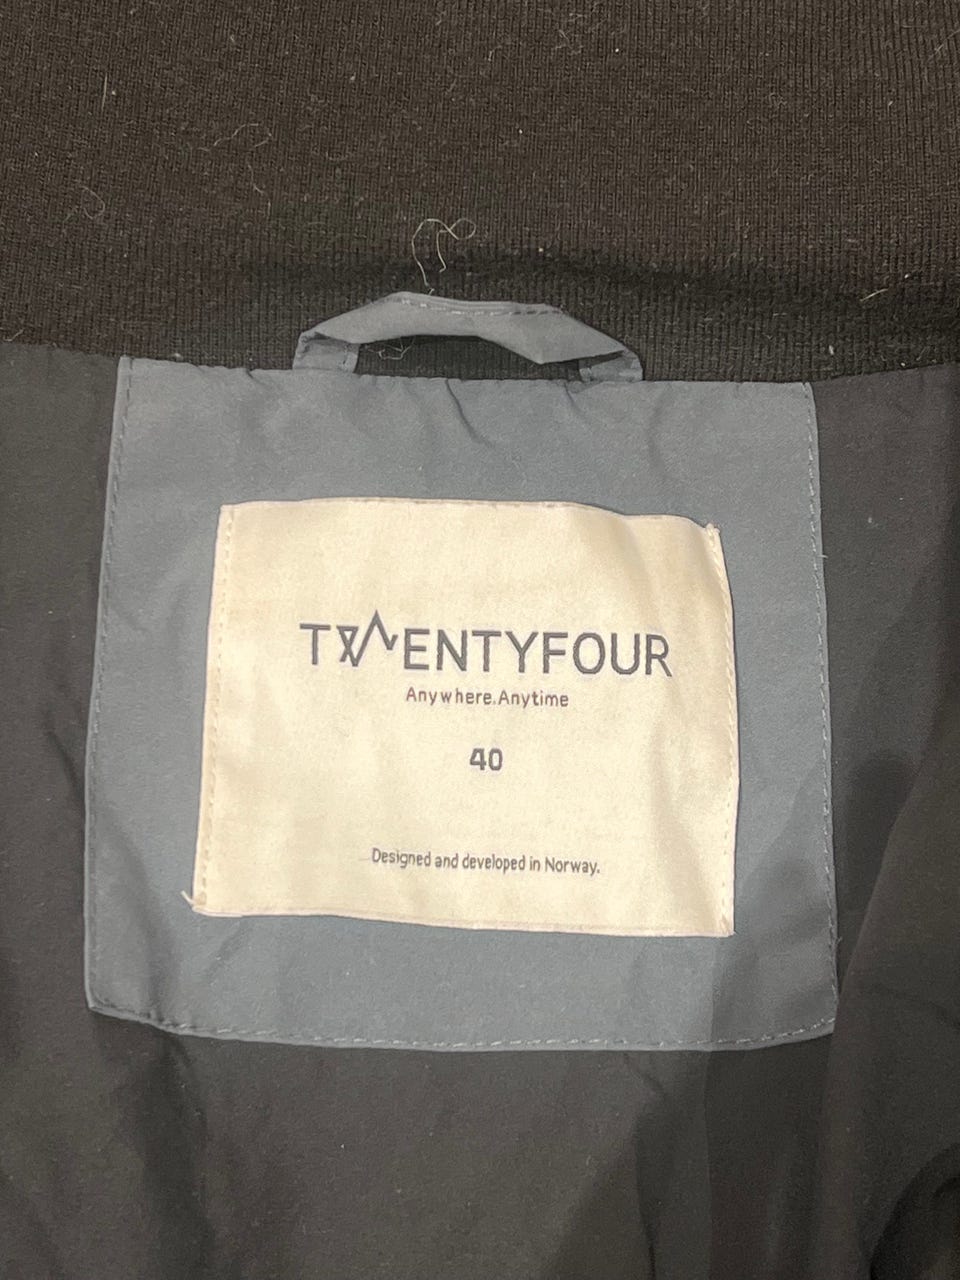 TWENTYFOUR
Anywhere.Anytime
40
Designed and developed in Norway.